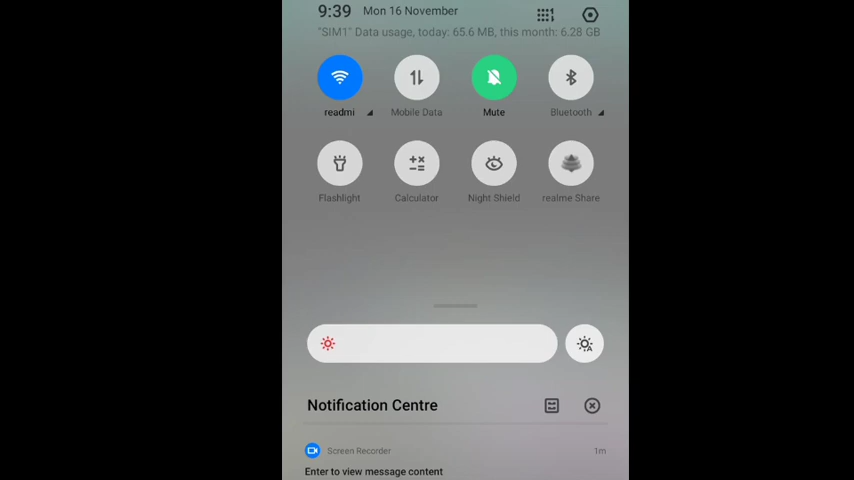 9:39 Mon 16 November
"SIM1" Data usage, today: 65.6 MB, this month: 6.28 GB
readmi Mobile Data Mute Bluetooth
Flashlight Calculator Night Shield realme Share
Notification Centre
Screen Recorder 1m
Enter to view message content